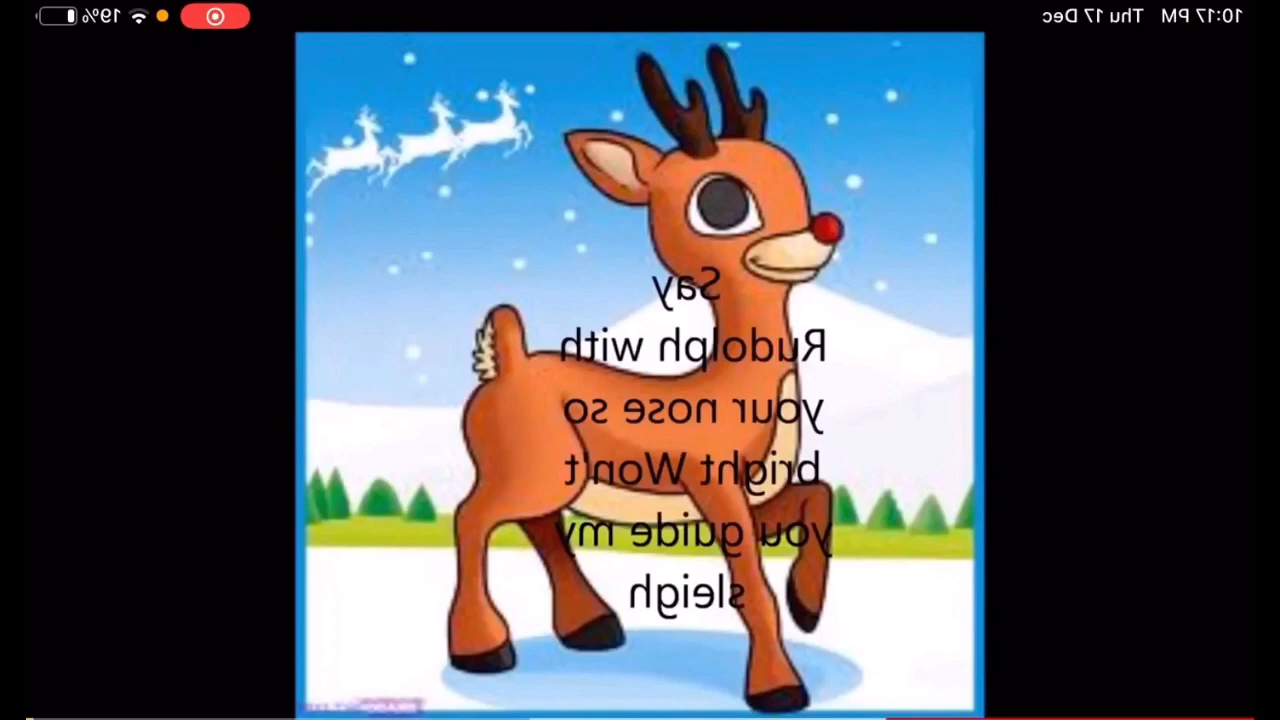 10:17 PM Thu 17 Dec
19%
Say
Rudolph with
your nose so
bright Won't
you guide my
sleigh